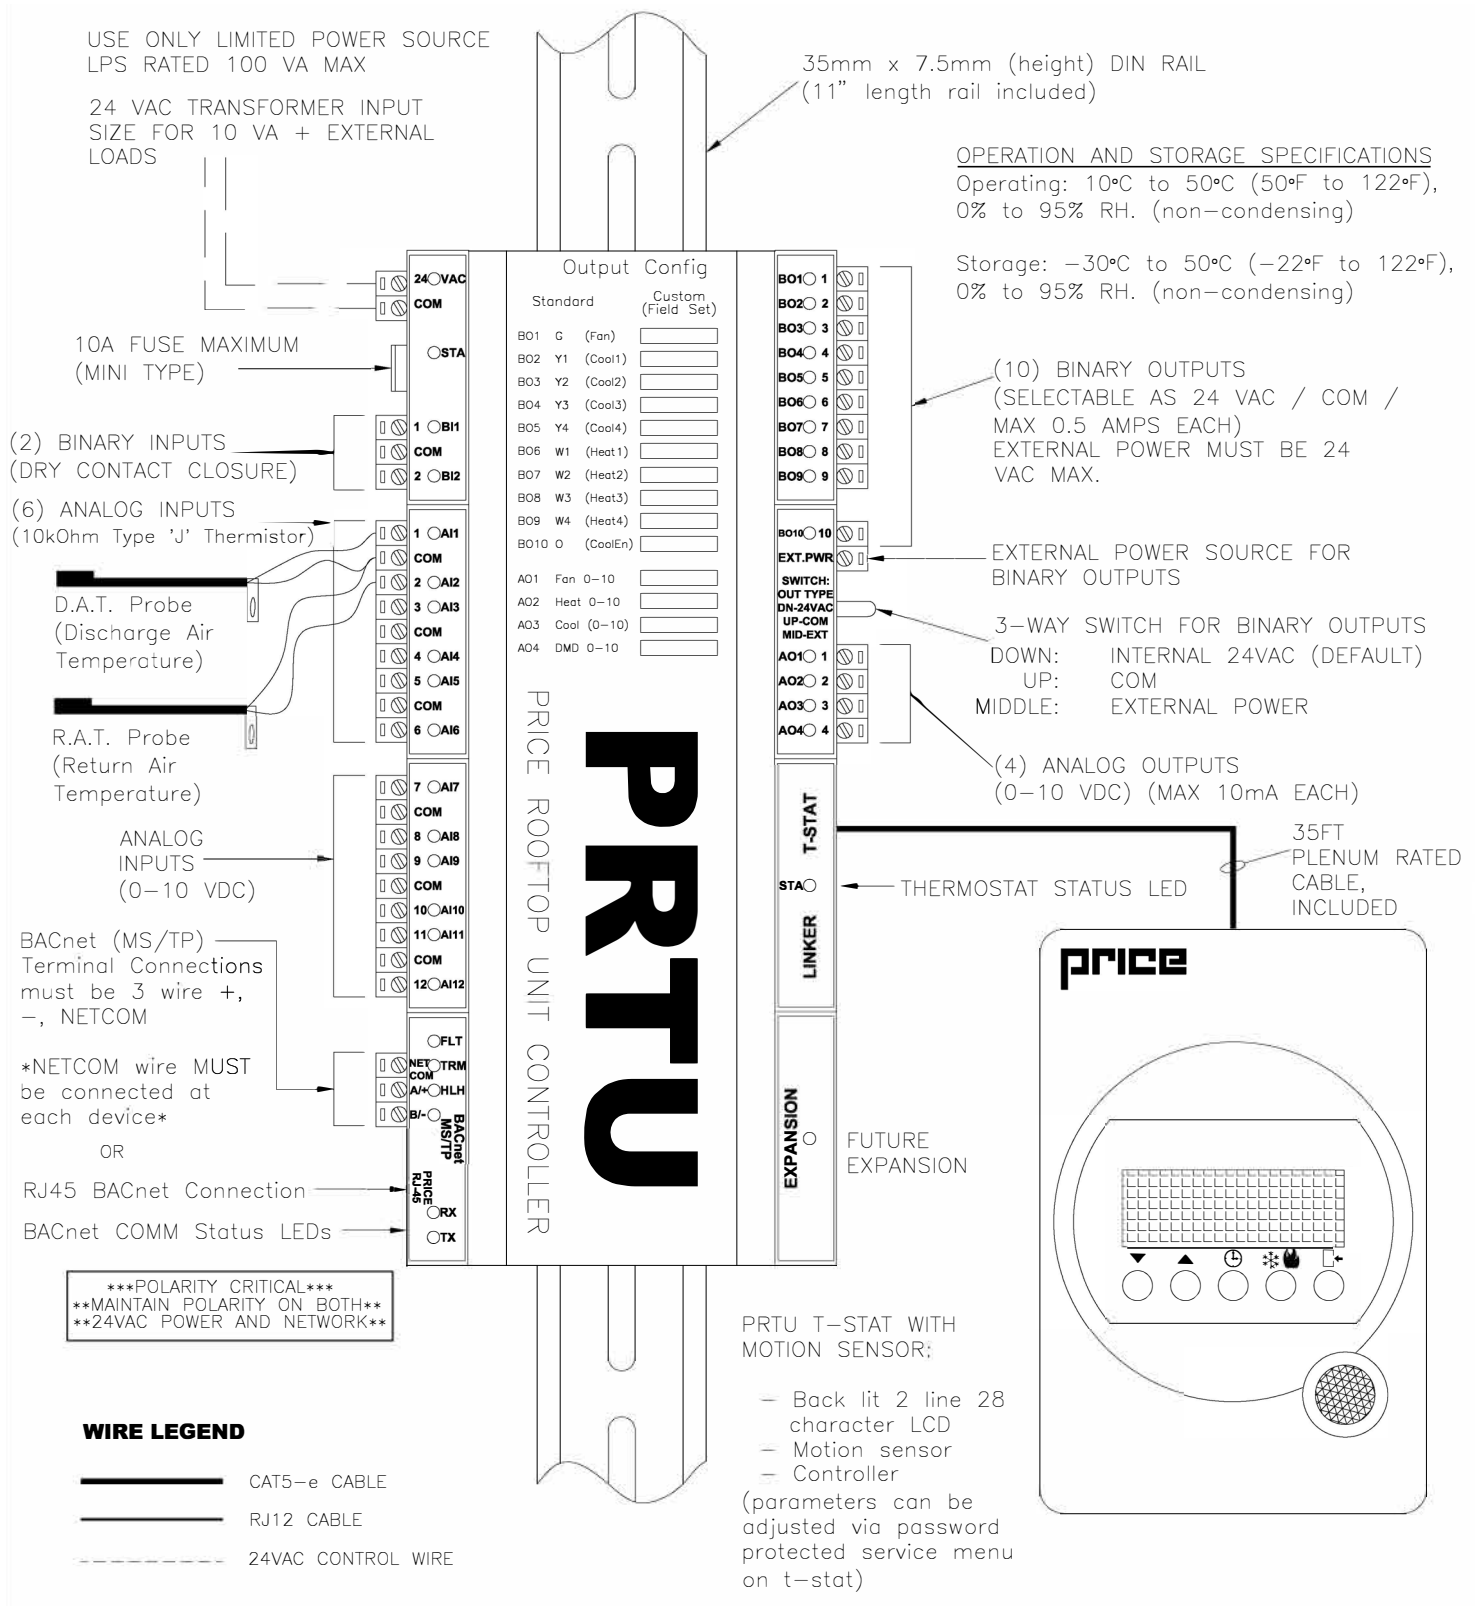 USE ONLY LIMITED POWER SOURCE
LPS RATED 100 VA MAX
24 VAC TRANSFORMER INPUT
SIZE FOR 10 VA + EXTERNAL
LOADS
35mm x 7.5mm (height) DIN RAIL
(11" length rail included)
OPERATION AND STORAGE SPECIFICATIONS
Operating: 10°C to 50°C (50°F to 122°F),
0% to 95% RH. (non-condensing)
Storage: -30°C to 50°C (-22°F to 122°F),
0% to 95% RH. (non-condensing)
10A FUSE MAXIMUM
(MINI TYPE)
(2) BINARY INPUTS
(DRY CONTACT CLOSURE)
(6) ANALOG INPUTS
(10kOhm Type 'J' Thermistor)
D.A.T. Probe
(Discharge Air
Temperature)
R.A.T. Probe
(Return Air
Temperature)
ANALOG
INPUTS
(0-10 VDC)
BACnet (MS/TP)
Terminal Connections
must be 3 wire +,
-, NETCOM
*NETCOM wire MUST
be connected at
each device*
OR
RJ45 BACnet Connection
BACnet COMM Status LEDs
***POLARITY CRITICAL***
**MAINTAIN POLARITY ON BOTH**
**24VAC POWER AND NETWORK**
WIRE LEGEND
CAT5-e CABLE
RJ12 CABLE
24VAC CONTROL WIRE
24 VAC
COM
STA
1 BI1
COM
2 BI2
1 AI1
COM
2 AI2
3 AI3
COM
4 AI4
5 AI5
COM
6 AI6
7 AI7
COM
8 AI8
9 AI9
COM
10 AI10
11 AI11
COM
12 AI12
FLT
NET COM TRM
A/+ HLH
B/-
BACnet
MS/TP
PRICE
RJ-45
RX
TX
Output Config
Standard Custom
(Field Set)
BO1 G (Fan)
BO2 Y1 (Cool1)
BO3 Y2 (Cool2)
BO4 Y3 (Cool3)
BO5 Y4 (Cool4)
BO6 W1 (Heat1)
BO7 W2 (Heat2)
BO8 W3 (Heat3)
BO9 W4 (Heat4)
BO10 O (CoolEn)
AO1 Fan 0-10
AO2 Heat 0-10
AO3 Cool (0-10)
AO4 DMD 0-10
PRICE ROOFTOP UNIT CONTROLLER
PRTU
BO1 1
BO2 2
BO3 3
BO4 4
BO5 5
BO6 6
BO7 7
BO8 8
BO9 9
BO10 10
EXT.PWR
SWITCH:
OUT TYPE
DN-24VAC
UP-COM
MID-EXT
AO1 1
AO2 2
AO3 3
AO4 4
T-STAT
STA
LINKER
EXPANSION
(10) BINARY OUTPUTS
(SELECTABLE AS 24 VAC / COM /
MAX 0.5 AMPS EACH)
EXTERNAL POWER MUST BE 24
VAC MAX.
EXTERNAL POWER SOURCE FOR
BINARY OUTPUTS
3-WAY SWITCH FOR BINARY OUTPUTS
DOWN: INTERNAL 24VAC (DEFAULT)
UP: COM
MIDDLE: EXTERNAL POWER
(4) ANALOG OUTPUTS
(0-10 VDC) (MAX 10mA EACH)
35FT
PLENUM RATED
CABLE,
INCLUDED
THERMOSTAT STATUS LED
FUTURE
EXPANSION
price
PRTU T-STAT WITH
MOTION SENSOR:
- Back lit 2 line 28
character LCD
- Motion sensor
- Controller
(parameters can be
adjusted via password
protected service menu
on t-stat)